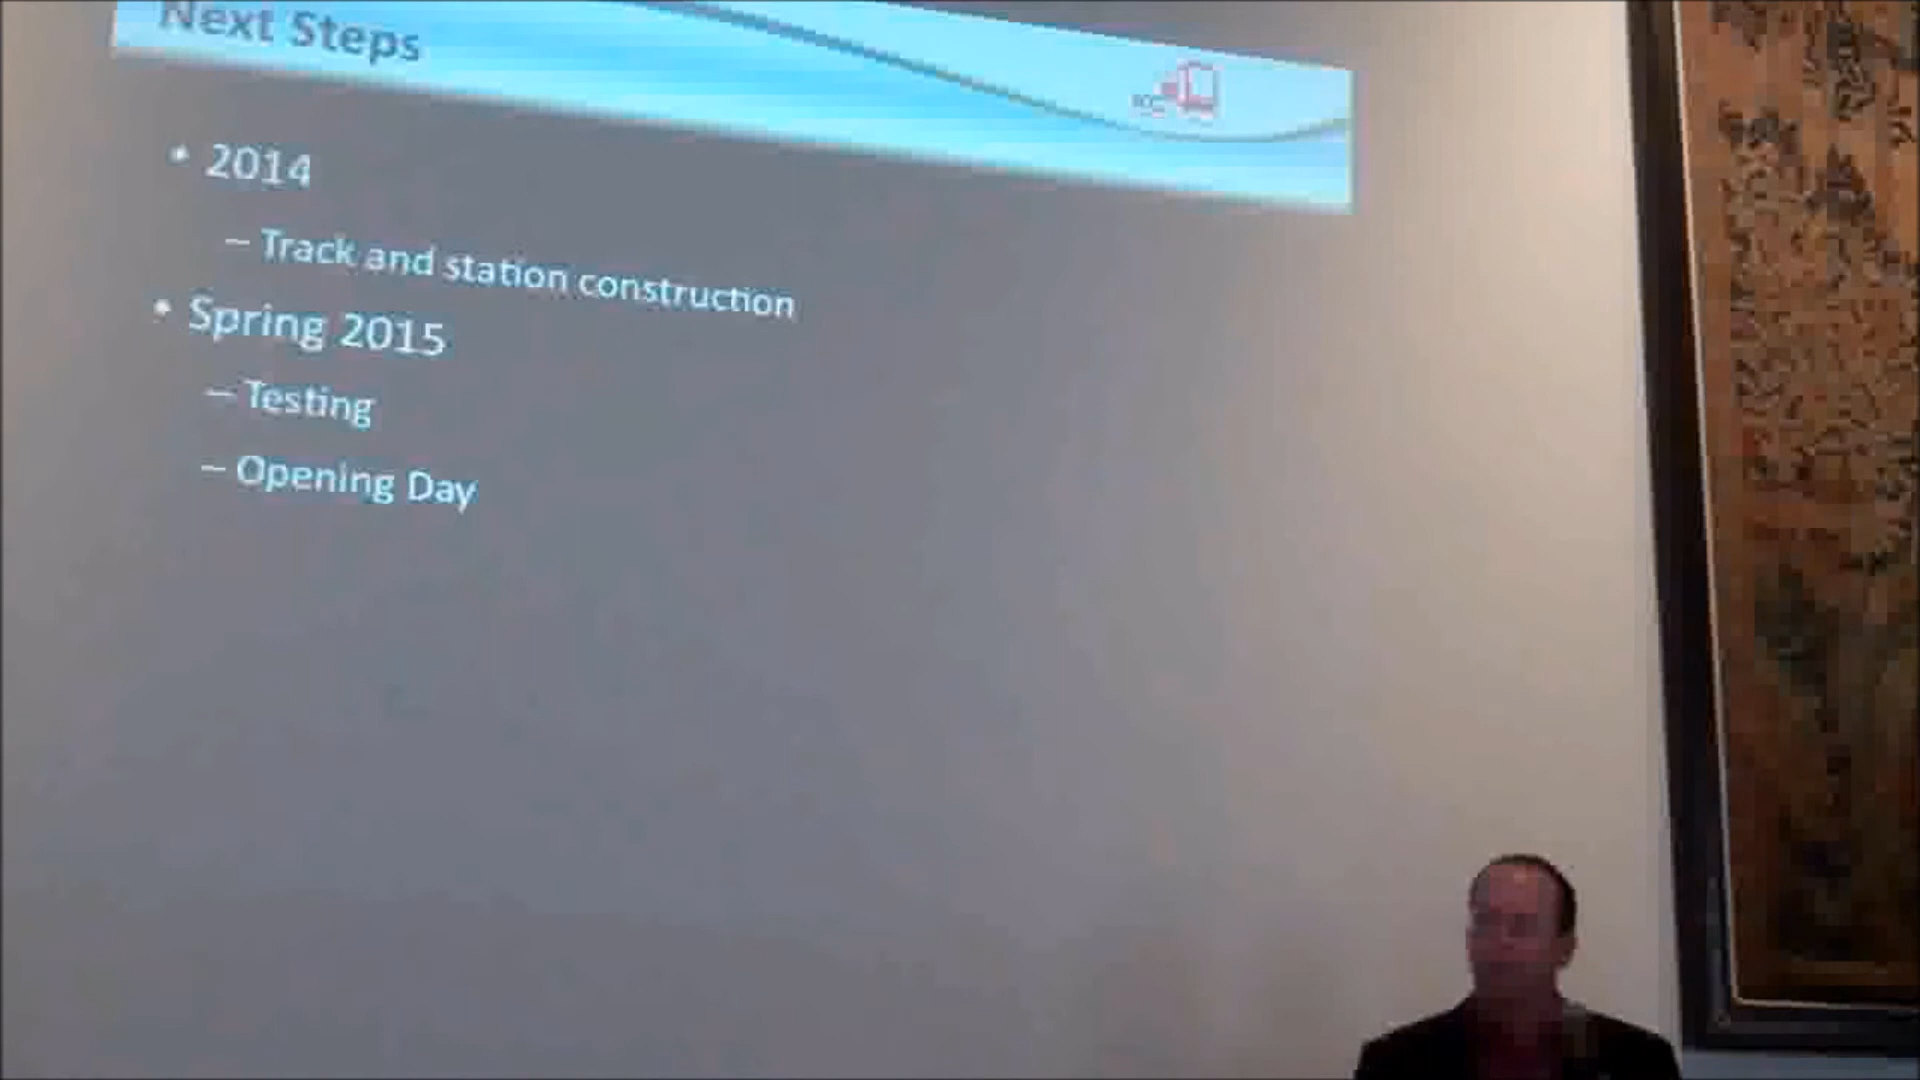 Next Steps
• 2014
– Track and station construction
• Spring 2015
– Testing
– Opening Day